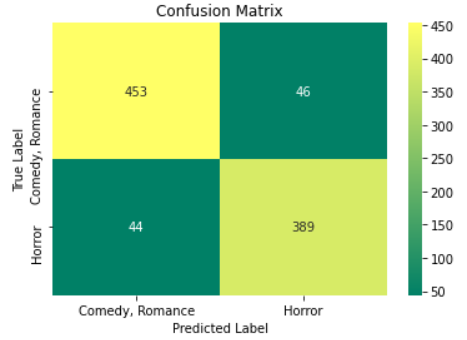 Confusion Matrix
True Label
Comedy, Romance
Horror
453
46
44
389
Comedy, Romance
Horror
Predicted Label
450
400
350
300
250
200
150
100
50